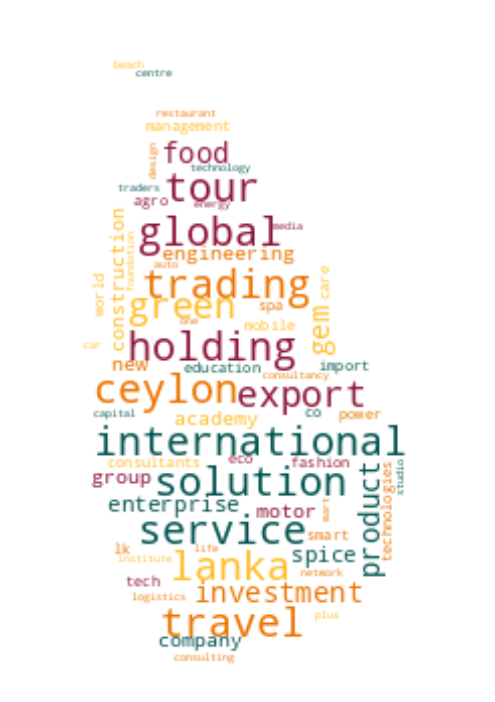 beach
centre
restaurant
management
design
food
technology
traders
tour
agro
energy
global
media
engineering
construction
foundation
auto
world
trading
care
green
spa
gem
one
mobile
car
holding
new
education
import
consultancy
ceylon
export
capital
co
power
academy
international
consultants
eco
fashion
group
solution
studio
product
technologies
enterprise
motor
mart
service
smart
lk
life
spice
institute
lanka
network
tech
investment
logistics
travel
plus
company
consulting